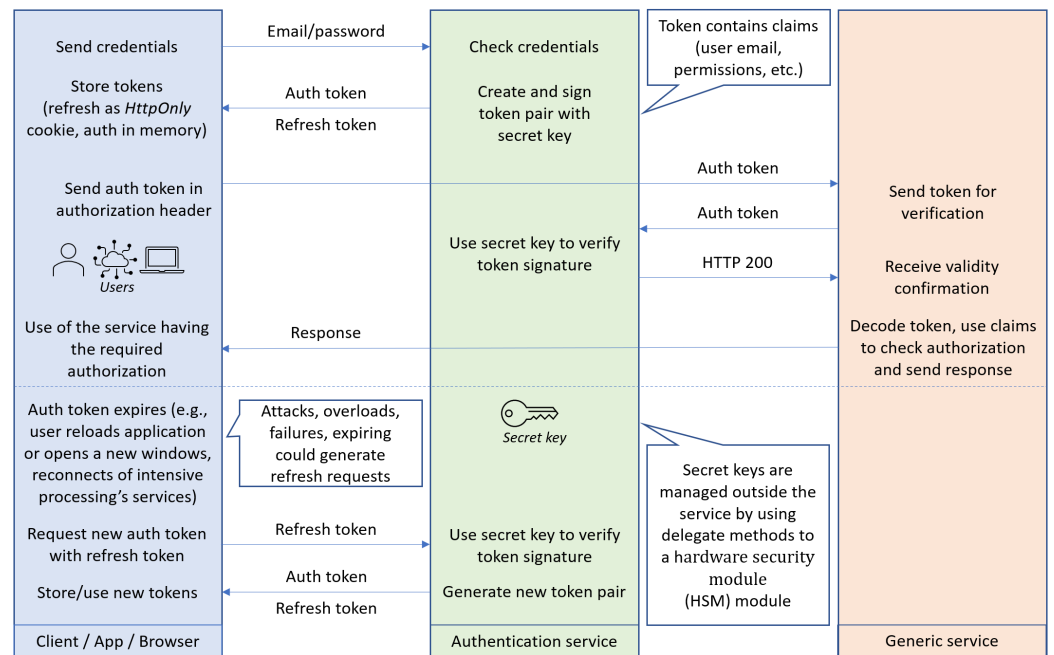 Send credentials
Email/password
Check credentials
Token contains claims
(user email,
permissions, etc.)
Store tokens
(refresh as HttpOnly
cookie, auth in memory)
Auth token
Refresh token
Create and sign
token pair with
secret key
Send auth token in
authorization header
Auth token
Send token for
verification
Auth token
Users
Use secret key to verify
token signature
HTTP 200
Receive validity
confirmation
Use of the service having
the required
authorization
Response
Decode token, use claims
to check authorization
and send response
Auth token expires (e.g.,
user reloads application
or opens a new windows,
reconnects of intensive
processing’s services)
Attacks, overloads,
failures, expiring
could generate
refresh requests
Secret key
Secret keys are
managed outside the
service by using
delegate methods to
a hardware security
module
(HSM) module
Request new auth token
with refresh token
Refresh token
Use secret key to verify
token signature
Store/use new tokens
Auth token
Refresh token
Generate new token pair
Client / App / Browser
Authentication service
Generic service